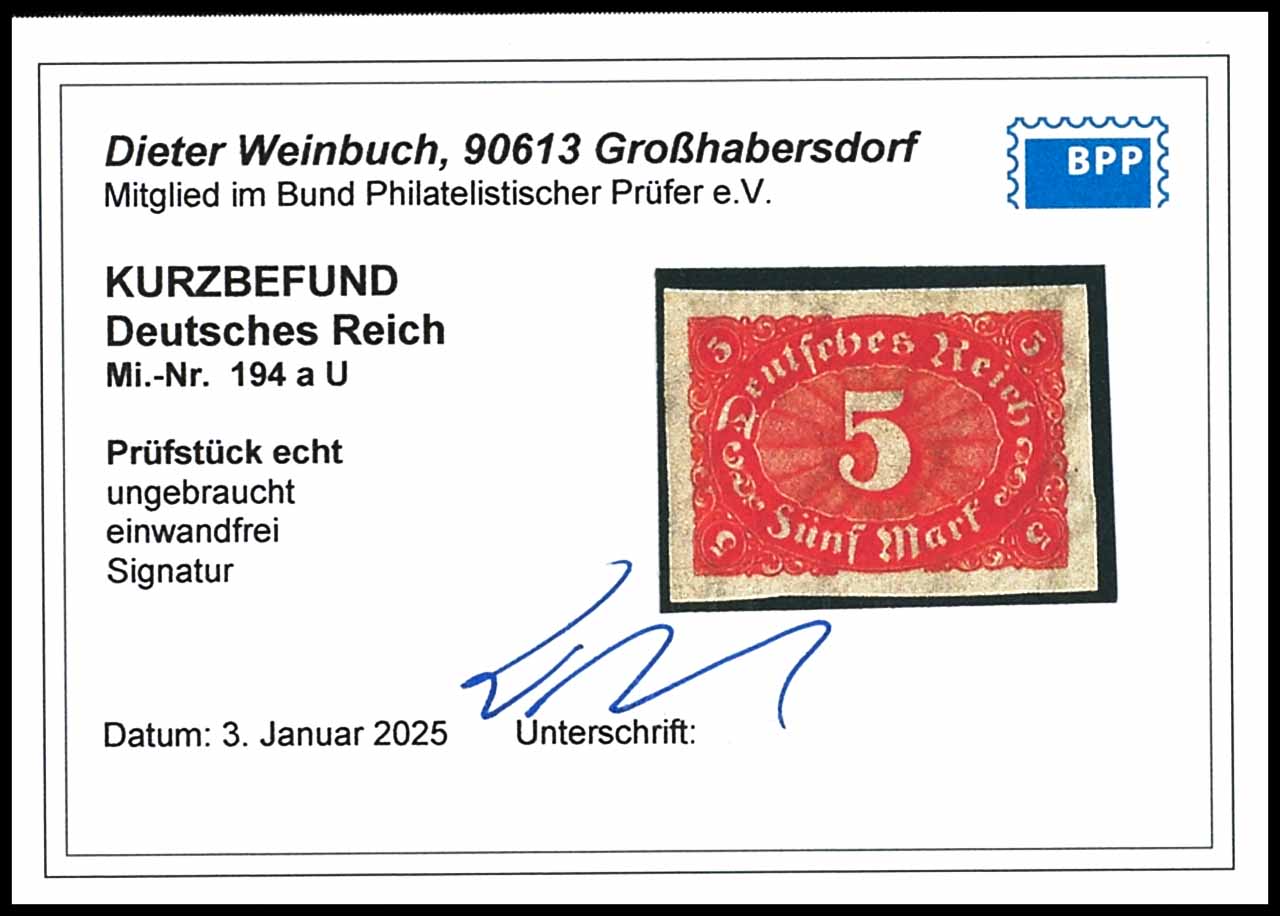 Dieter Weinbuch, 90613 Großhabersdorf
Mitglied im Bund Philatelistischer Prüfer e.V.
BPP
KURZBEFUND
Deutsches Reich
Mi.-Nr. 194 a U
Prüfstück echt
ungebraucht
einwandfrei
Signatur
5 5
Deutsches Reich
5
Fünf Mark
5 5
Datum: 3. Januar 2025 Unterschrift: